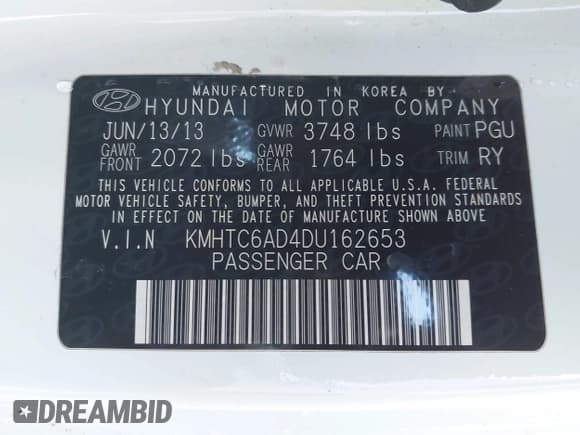 MANUFACTURED IN KOREA BY
HYUNDAI MOTOR COMPANY
JUN/13/13 GVWR 3748 lbs PAINT PGU
GAWR FRONT 2072 lbs GAWR REAR 1764 lbs TRIM RY
THIS VEHICLE CONFORMS TO ALL APPLICABLE U.S.A. FEDERAL
MOTOR VEHICLE SAFETY, BUMPER, AND THEFT PREVENTION STANDARDS
IN EFFECT ON THE DATE OF MANUFACTURE SHOWN ABOVE
V.I.N KMHTC6AD4DU162653
PASSENGER CAR
DREAMBID